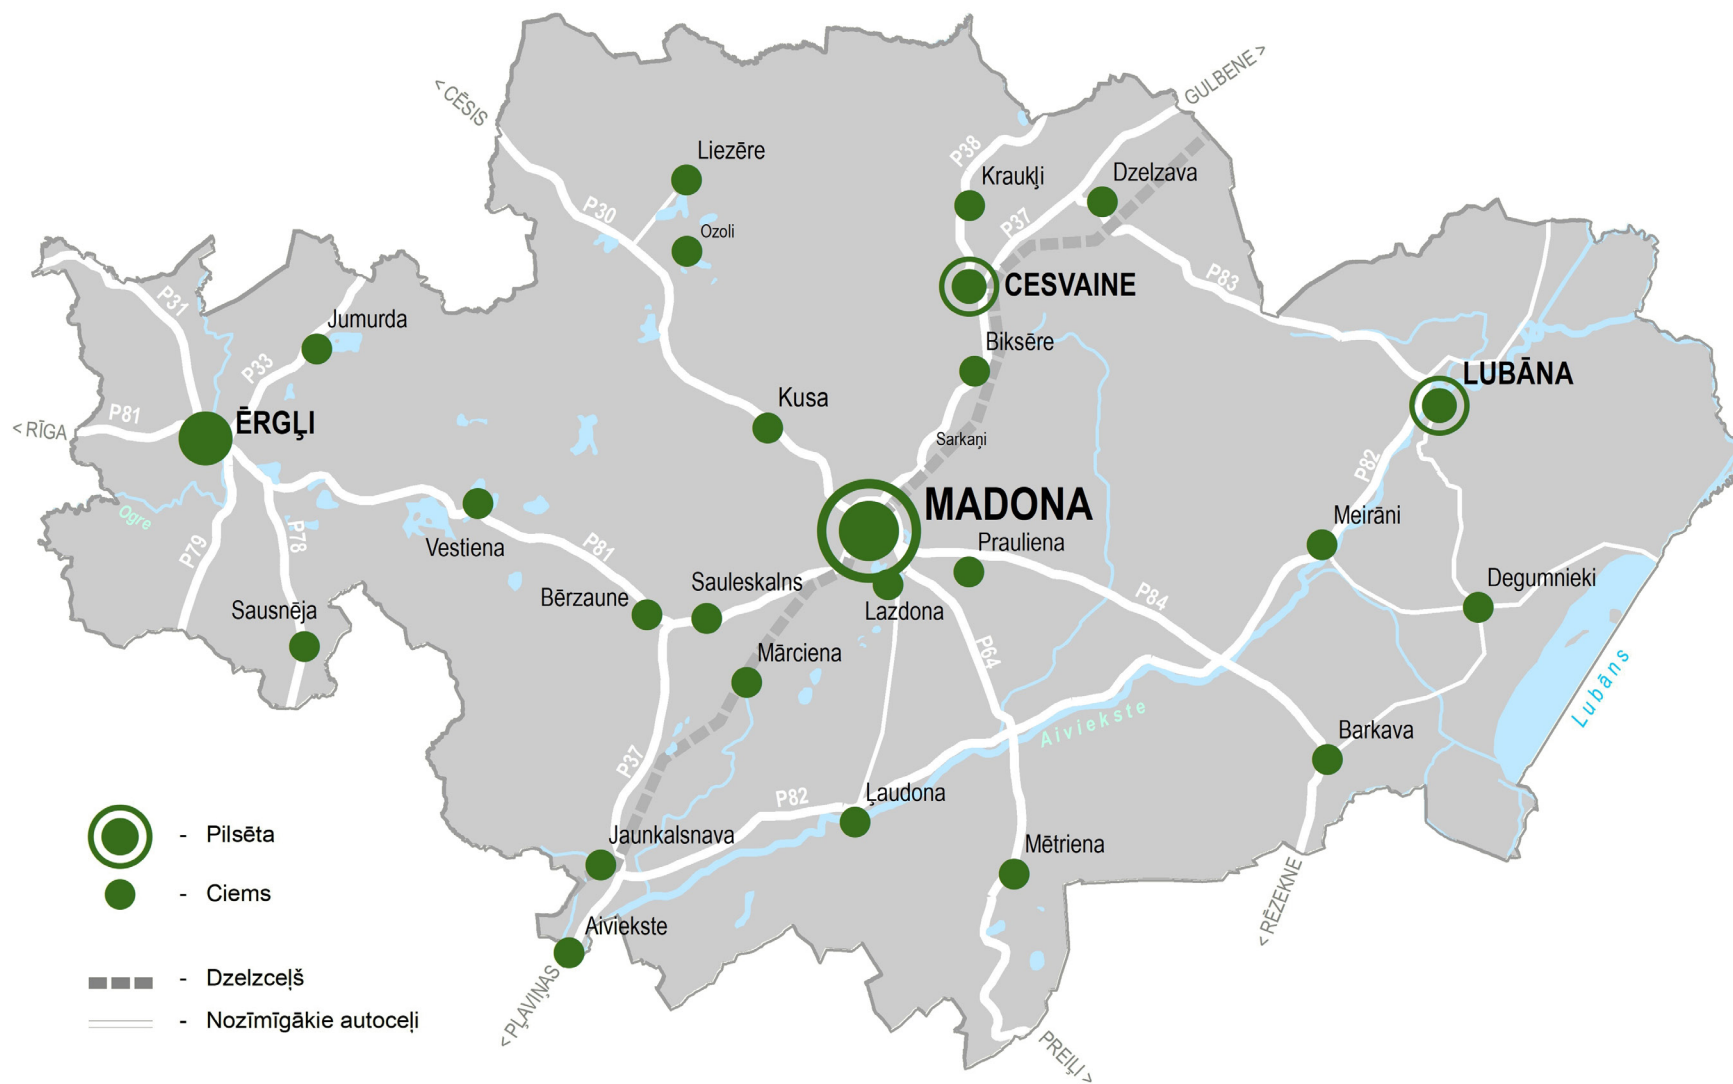 GULBENE >
< CĒSIS
P38
Liezēre
Kraukļi
Dzelzava
P30
Ozoli
P37
P83
CESVAINE
P31
Jumurda
Biksēre
P33
LUBĀNA
Kusa
P81
ĒRGĻI
< RĪGA
Sarkaņi
P82
MADONA
Ogre
Meirāni
P79
P78
Vestiena
P81
Prauliena
Sauleskalns
Degumnieki
Bērzaune
Lazdona
P84
Sausnēja
Mārciena
P64
Lubāns
Aiviekste
Barkava
P37
P82
Ļaudona
- Pilsēta
Jaunkalsnava
Mētriena
- Ciems
< RĒZEKNE
Aiviekste
- Dzelzceļš
< PĻAVIŅAS
- Nozīmīgākie autoceļi
PREIĻI >